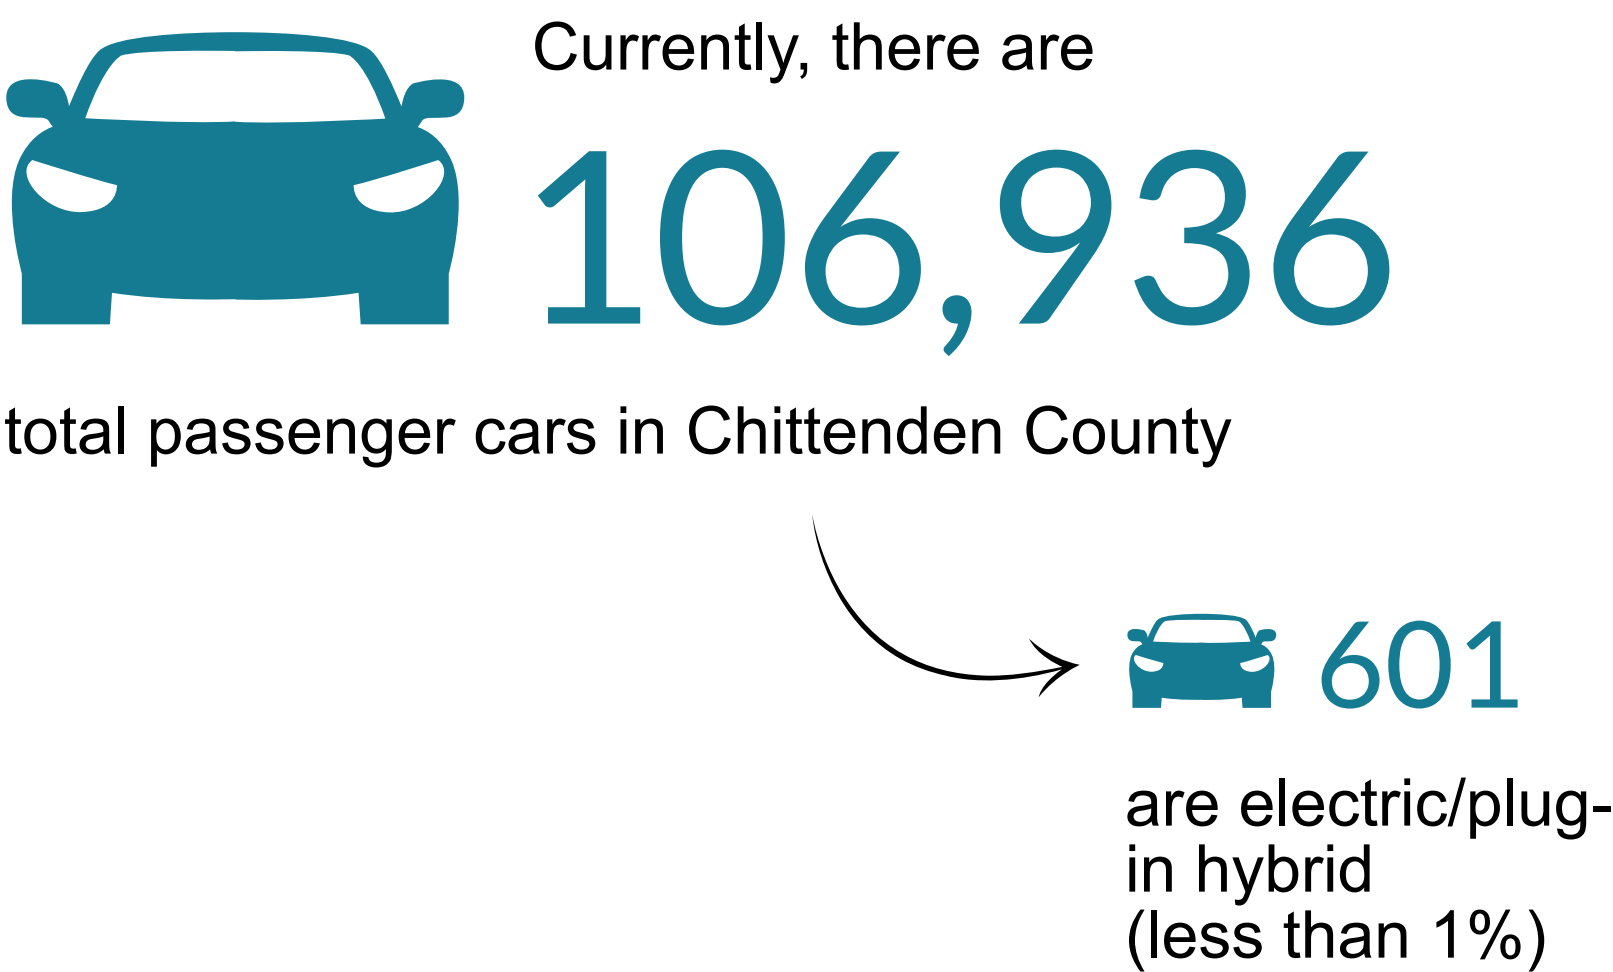 Currently, there are
106,936
total passenger cars in Chittenden County
601
are electric/plug-
in hybrid
(less than 1%)